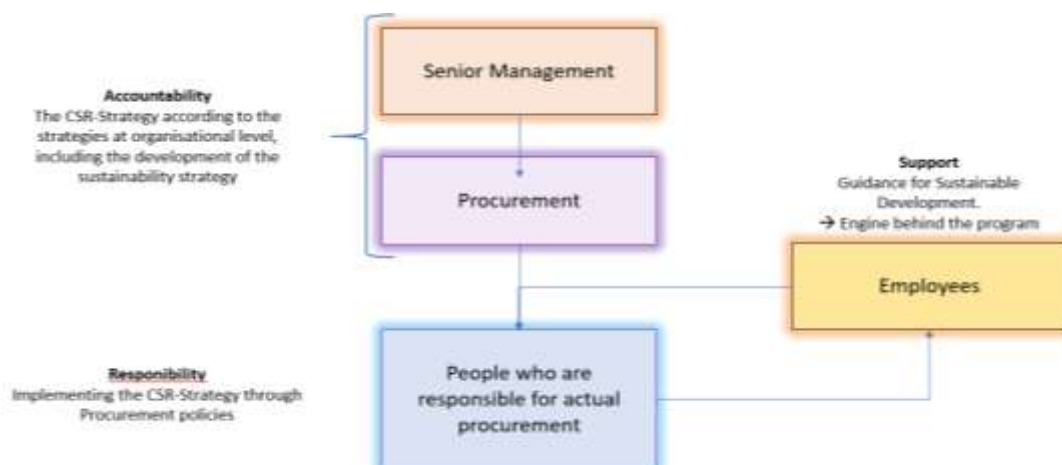 Senior Management
Accountability
The CSR-Strategy according to the
strategies at organisational level,
including the development of the
sustainability strategy
Procurement
Support
Guidance for Sustainable
Development.
→ Engine behind the program
Employees
Responibility
Implementing the CSR-Strategy through
Procurement policies
People who are
responsible for actual
procurement